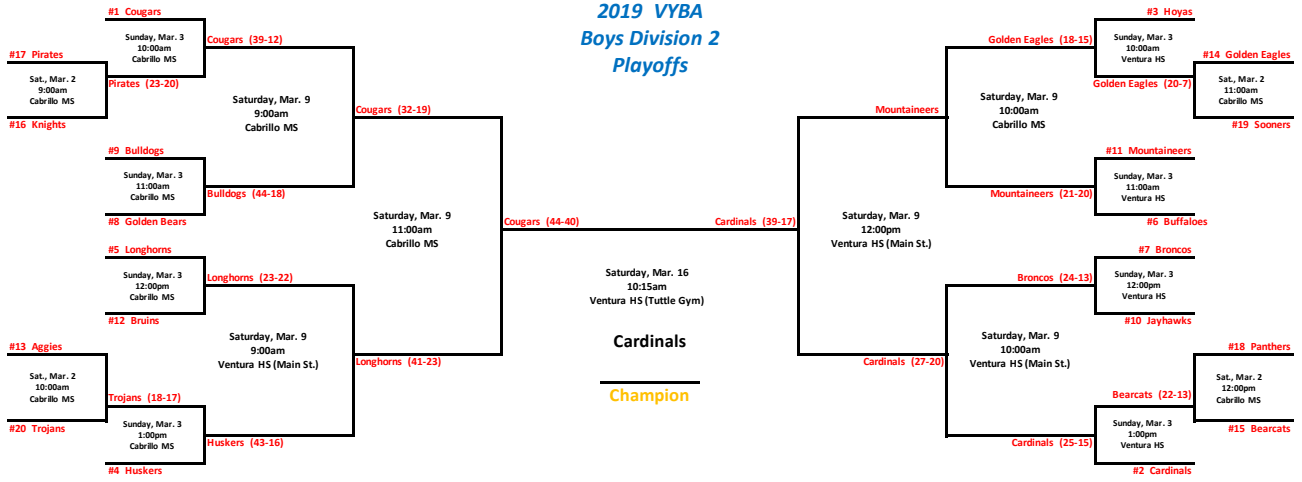 2019 VYBA
Boys Division 2
Playoffs
#1 Cougars
Sunday, Mar. 3
10:00am
Cabrillo MS
Cougars (39-12)
#17 Pirates
Sat., Mar. 2
9:00am
Cabrillo MS
Pirates (23-20)
#16 Knights
Saturday, Mar. 9
9:00am
Cabrillo MS
Cougars (32-19)
#9 Bulldogs
Sunday, Mar. 3
11:00am
Cabrillo MS
Bulldogs (44-18)
#8 Golden Bears
Saturday, Mar. 9
11:00am
Cabrillo MS
Cougars (44-40)
#5 Longhorns
Sunday, Mar. 3
12:00pm
Cabrillo MS
Longhorns (23-22)
#12 Bruins
Saturday, Mar. 9
9:00am
Ventura HS (Main St.)
Longhorns (41-23)
#13 Aggies
Sat., Mar. 2
10:00am
Cabrillo MS
Trojans (18-17)
#20 Trojans
Sunday, Mar. 3
1:00pm
Cabrillo MS
Huskers (43-16)
#4 Huskers
Saturday, Mar. 16
10:15am
Ventura HS (Tuttle Gym)
Cardinals
Champion
#3 Hoyas
Golden Eagles (18-15)
Sunday, Mar. 3
10:00am
Ventura HS
#14 Golden Eagles
Golden Eagles (20-7)
Sat., Mar. 2
11:00am
Cabrillo MS
#19 Sooners
Mountaineers
Saturday, Mar. 9
10:00am
Cabrillo MS
#11 Mountaineers
Sunday, Mar. 3
11:00am
Ventura HS
Mountaineers (21-20)
#6 Buffaloes
Cardinals (39-17)
Saturday, Mar. 9
12:00pm
Ventura HS (Main St.)
#7 Broncos
Broncos (24-13)
Sunday, Mar. 3
12:00pm
Ventura HS
#10 Jayhawks
Cardinals (27-20)
Saturday, Mar. 9
10:00am
Ventura HS (Main St.)
#18 Panthers
Sat., Mar. 2
12:00pm
Cabrillo MS
Bearcats (22-13)
#15 Bearcats
Sunday, Mar. 3
1:00pm
Ventura HS
Cardinals (25-15)
#2 Cardinals